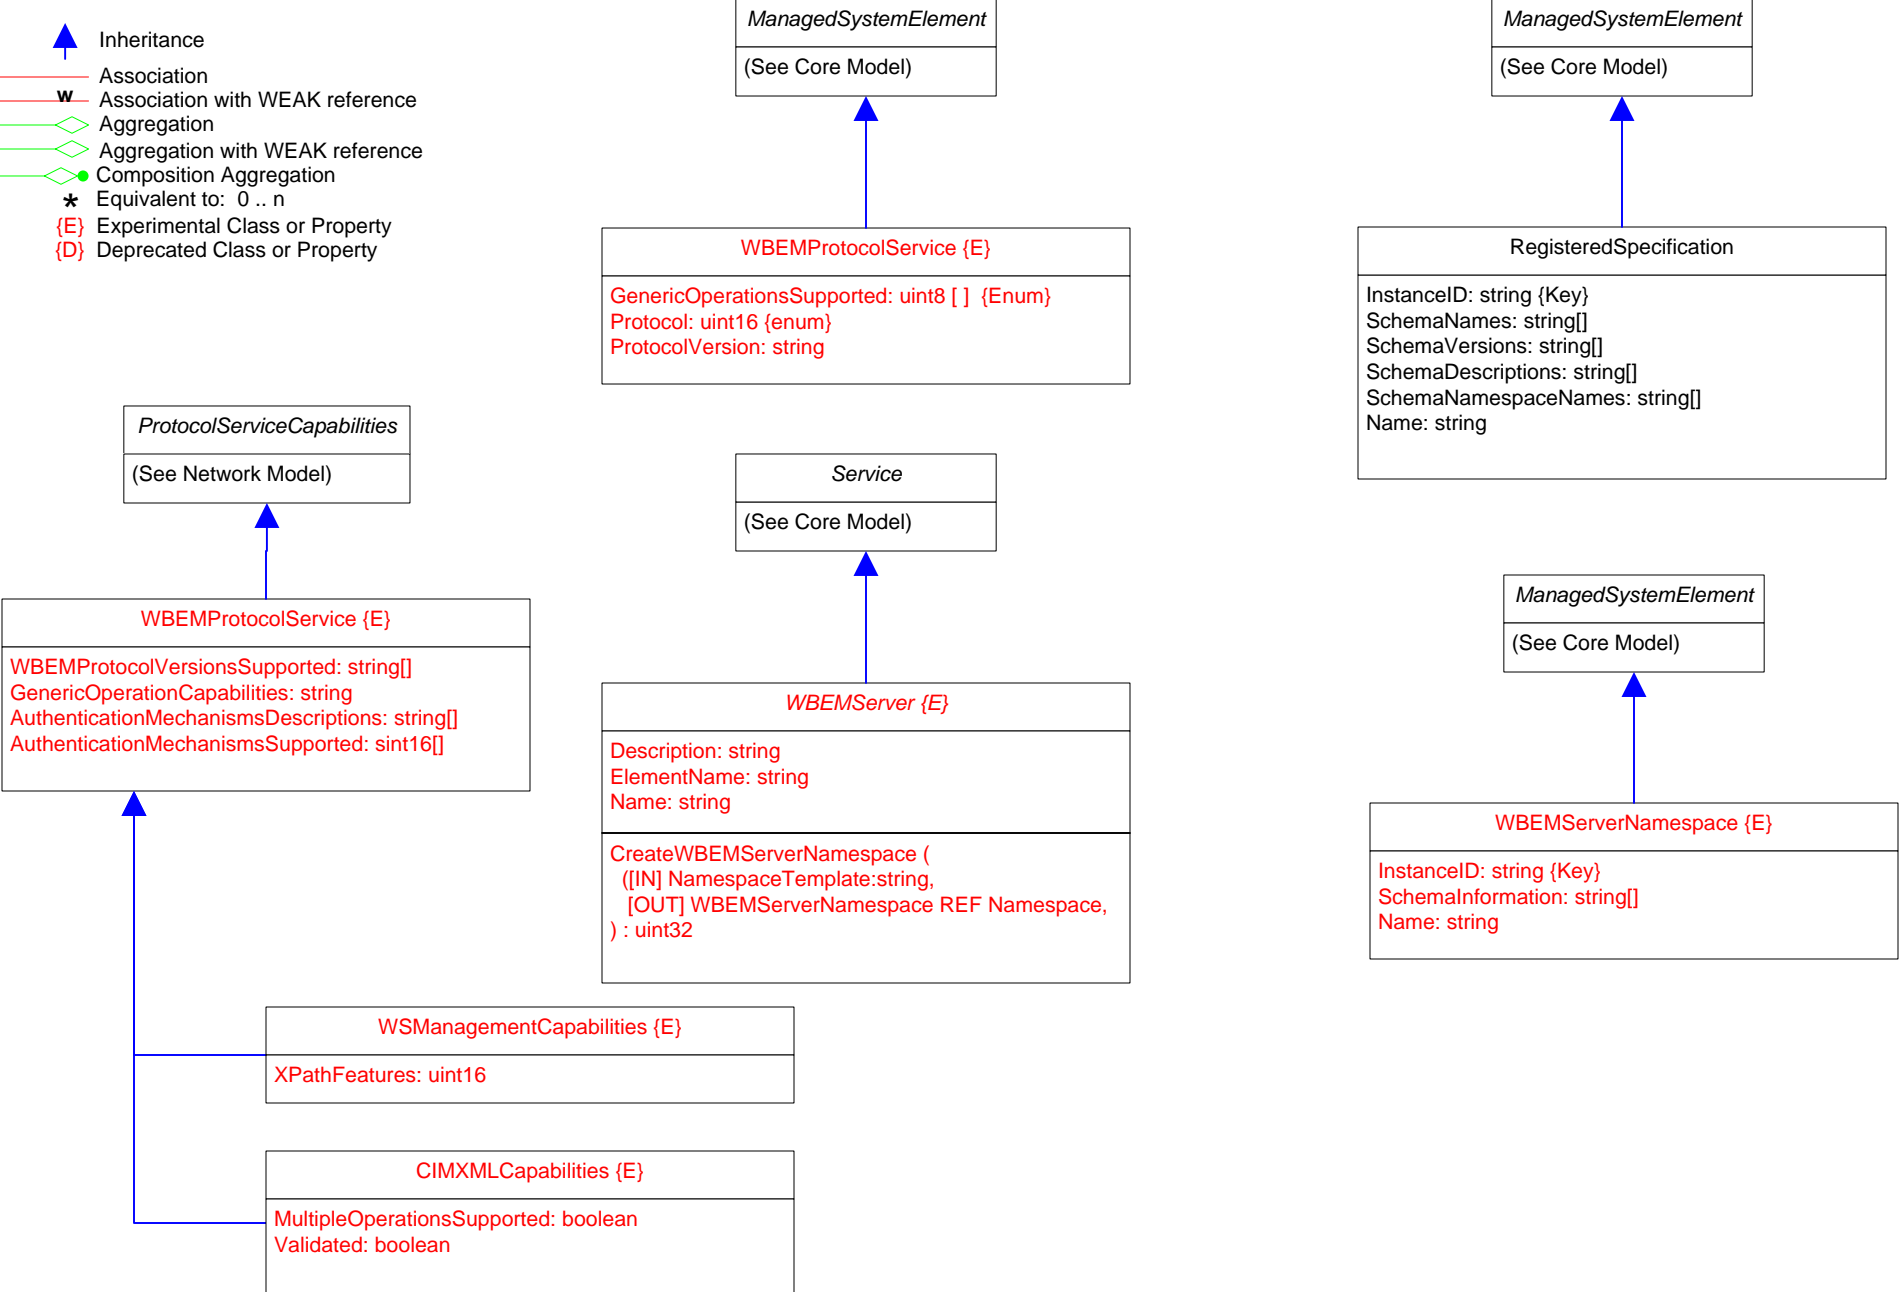 Inheritance
Association
w
Association with WEAK reference
Aggregation
Aggregation with WEAK reference
Composition Aggregation
* Equivalent to: 0 .. n
{E} Experimental Class or Property
{D} Deprecated Class or Property
ManagedSystemElement
(See Core Model)
WBEMProtocolService {E}
GenericOperationsSupported: uint8 [ ] {Enum}
Protocol: uint16 {enum}
ProtocolVersion: string
ManagedSystemElement
(See Core Model)
RegisteredSpecification
InstanceID: string {Key}
SchemaNames: string[]
SchemaVersions: string[]
SchemaDescriptions: string[]
SchemaNamespaceNames: string[]
Name: string
ProtocolServiceCapabilities
(See Network Model)
WBEMProtocolService {E}
WBEMProtocolVersionsSupported: string[]
GenericOperationCapabilities: string
AuthenticationMechanismsDescriptions: string[]
AuthenticationMechanismsSupported: sint16[]
Service
(See Core Model)
WBEMServer {E}
Description: string
ElementName: string
Name: string
CreateWBEMServerNamespace (
([IN] NamespaceTemplate:string,
[OUT] WBEMServerNamespace REF Namespace,
) : uint32
ManagedSystemElement
(See Core Model)
WBEMServerNamespace {E}
InstanceID: string {Key}
SchemaInformation: string[]
Name: string
WSManagementCapabilities {E}
XPathFeatures: uint16
CIMXMLCapabilities {E}
MultipleOperationsSupported: boolean
Validated: boolean